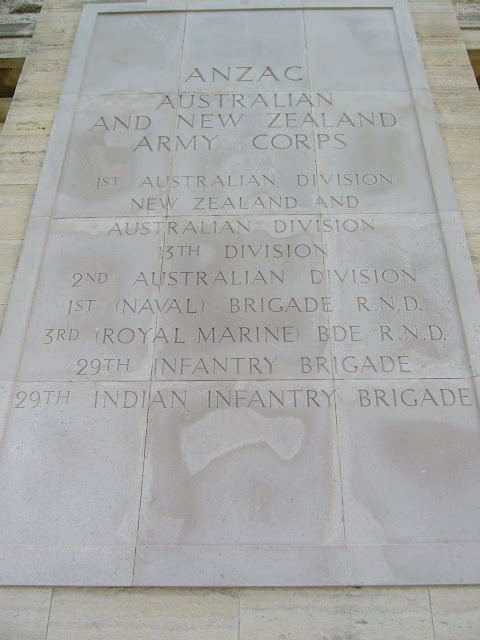 ANZAC
AUSTRALIAN
AND NEW ZEALAND
ARMY CORPS
1ST AUSTRALIAN DIVISION
NEW ZEALAND AND
AUSTRALIAN DIVISION
13TH DIVISION
2ND AUSTRALIAN DIVISION
1ST (NAVAL) BRIGADE R.N.D.
3RD (ROYAL MARINE) BDE R.N.D.
29TH INFANTRY BRIGADE
29TH INDIAN INFANTRY BRIGADE